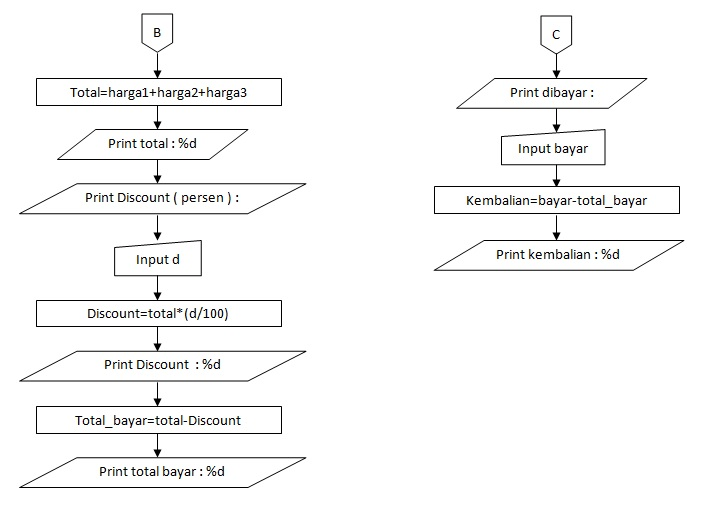 B
Total=harga1+harga2+harga3
Print total : %d
Print Discount ( persen ) :
Input d
Discount=total*(d/100)
Print Discount  : %d
Total_bayar=total-Discount
Print total bayar : %d
C
Print dibayar :
Input bayar
Kembalian=bayar-total_bayar
Print kembalian : %d